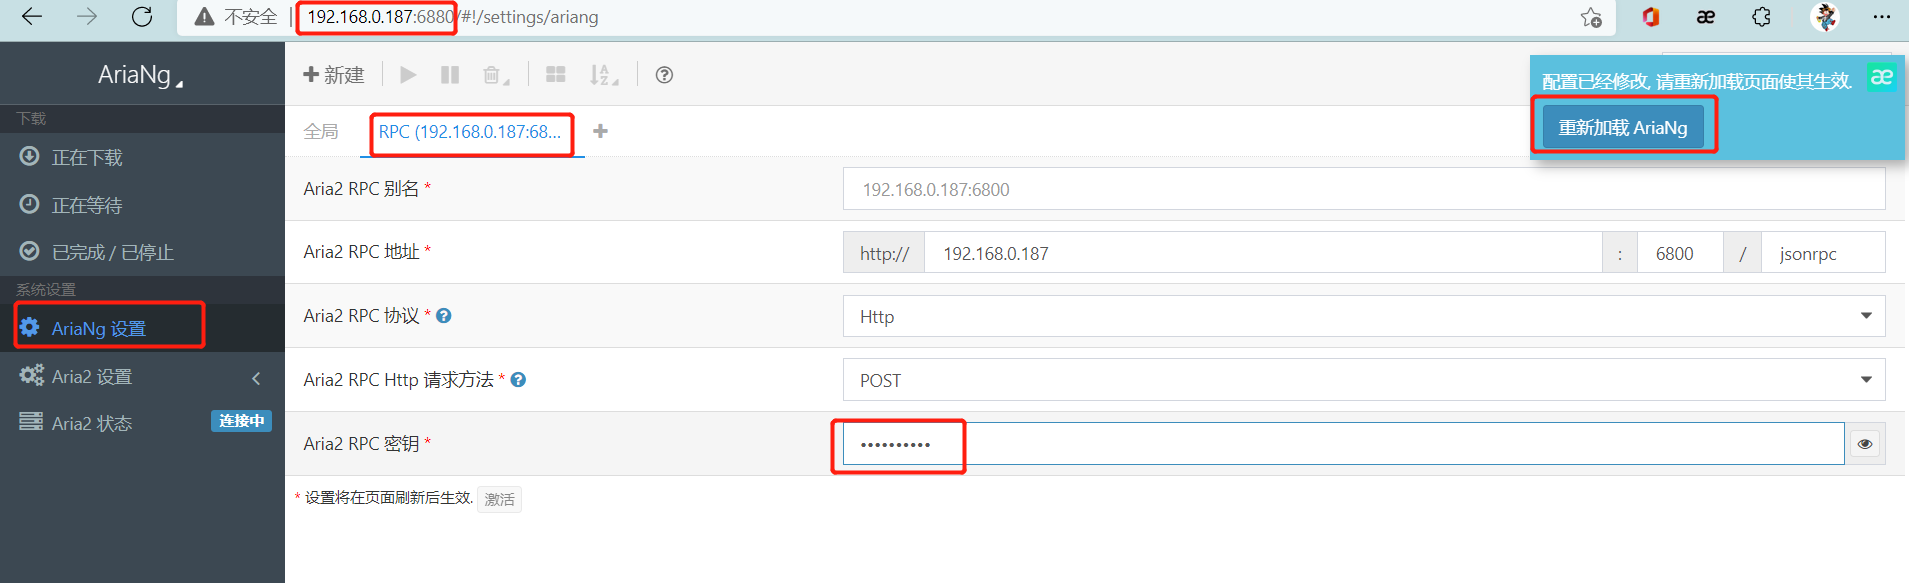 不安全 | 192.168.0.187:6880/#!/settings/ariang
AriaNg
新建
配置已经修改, 请重新加载页面使其生效.
重新加载 AriaNg
下载
正在下载
正在等待
已完成 / 已停止
系统设置
AriaNg 设置
Aria2 设置
Aria2 状态 连接中
全局 RPC (192.168.0.187:68...
Aria2 RPC 别名 * 192.168.0.187:6800
Aria2 RPC 地址 * http:// 192.168.0.187 : 6800 / jsonrpc
Aria2 RPC 协议 * Http
Aria2 RPC Http 请求方法 * POST
Aria2 RPC 密钥 * ••••••••••
* 设置将在页面刷新后生效. 激活